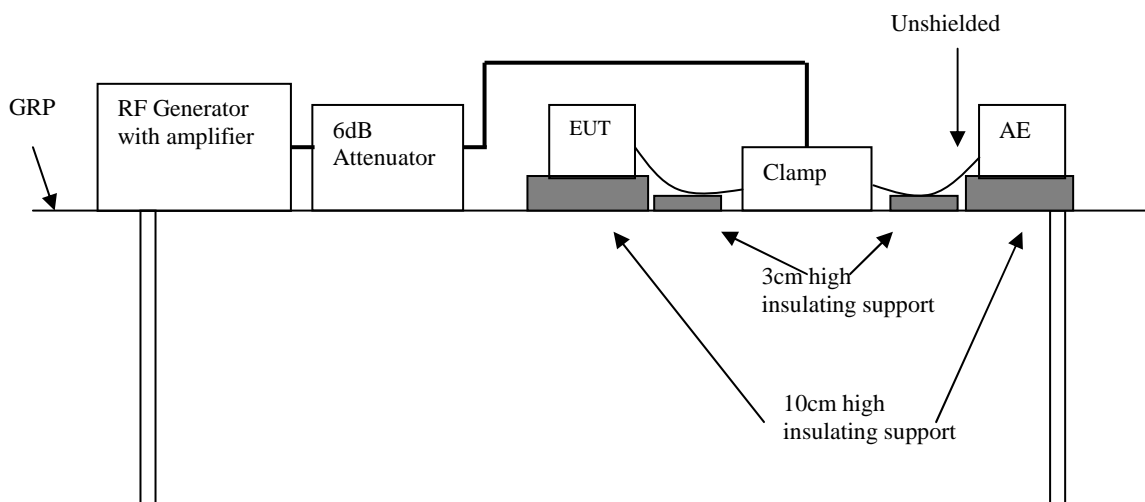 Unshielded
GRP
RF Generator
with amplifier
6dB
Attenuator
EUT
AE
Clamp
3cm high
insulating support
10cm high
insulating support